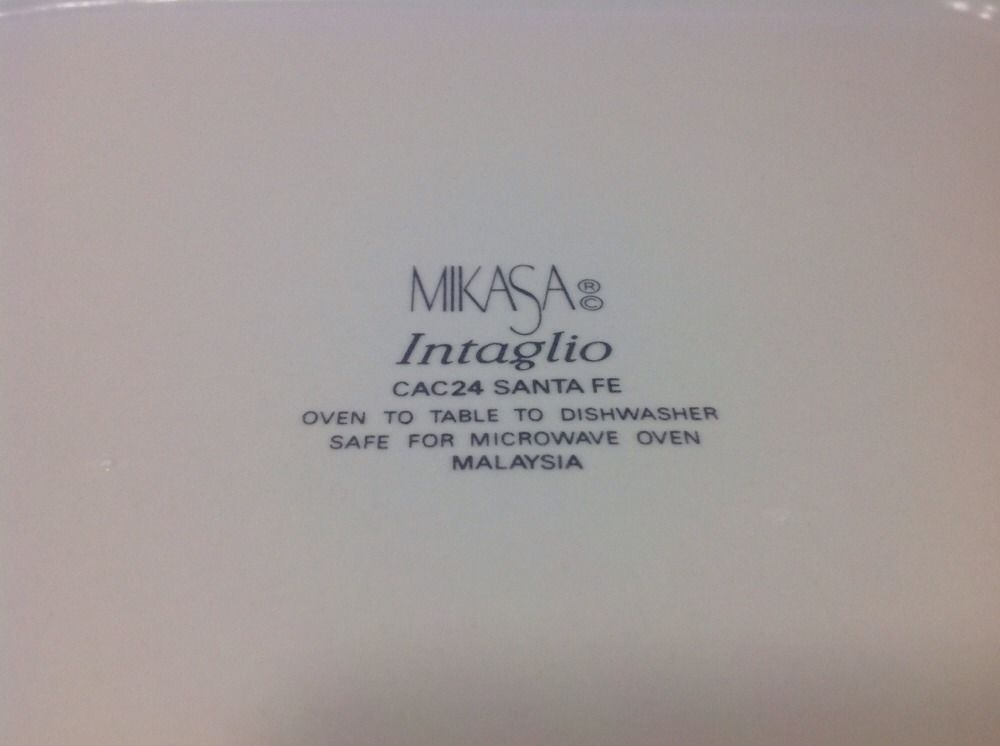 MIKASA ® ©
Intaglio
CAC24 SANTA FE
OVEN TO TABLE TO DISHWASHER
SAFE FOR MICROWAVE OVEN
MALAYSIA